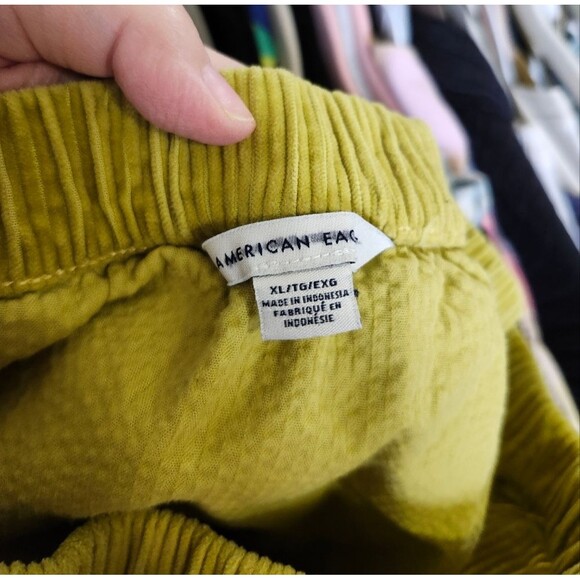 AMERICAN EAG
XL/TG/EXG
MADE IN INDONESIA
FABRIQUÉ EN
INDONÉSIE